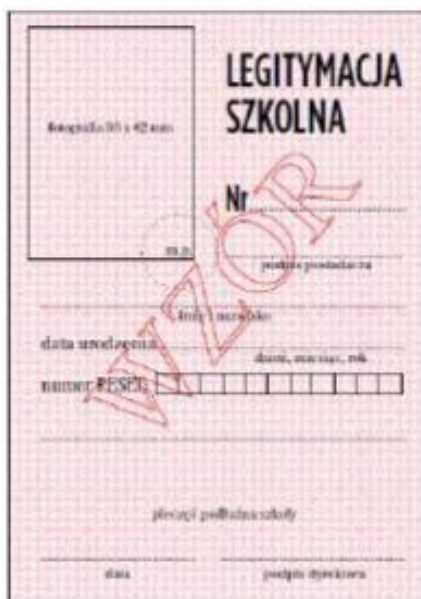 LEGITYMACJA
SZKOLNA
fotografia 35 x 42 mm
Nr
m.p.
podpis posiadacza
WZÓR
imię i nazwisko
data urodzenia
dzień, miesiąc, rok
numer PESEL
pieczęć podłużna szkoły
data
podpis dyrektora